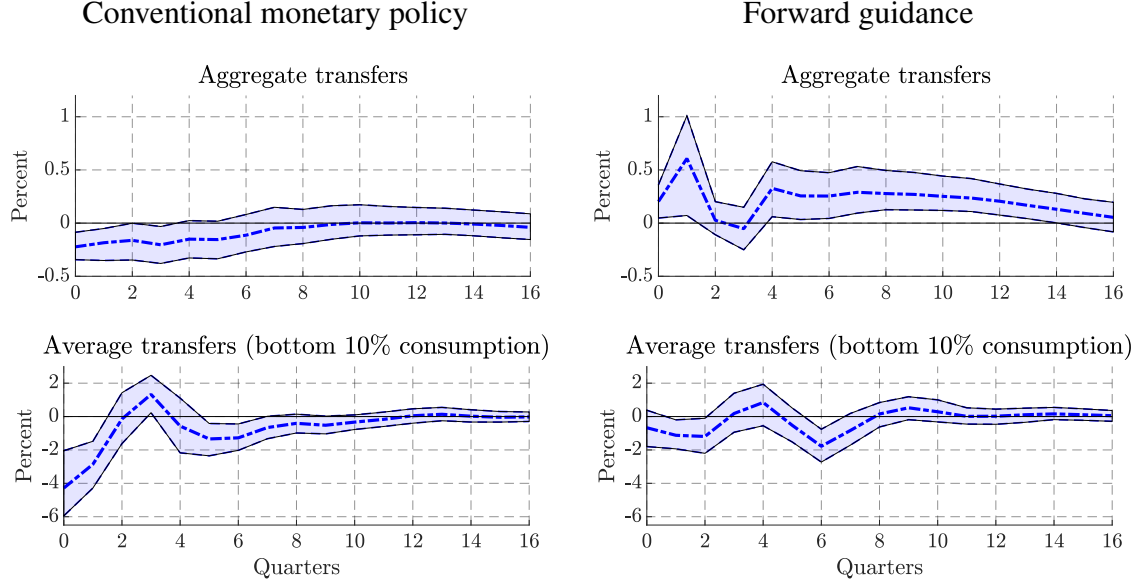 Conventional monetary policy
Forward guidance
Aggregate transfers
Aggregate transfers
Percent
1
0.5
0
-0.5
0 2 4 6 8 10 12 14 16
Percent
1
0.5
0
-0.5
0 2 4 6 8 10 12 14 16
Average transfers (bottom 10% consumption)
Average transfers (bottom 10% consumption)
Percent
2
0
-2
-4
-6
0 2 4 6 8 10 12 14 16
Quarters
Percent
2
0
-2
-4
-6
0 2 4 6 8 10 12 14 16
Quarters